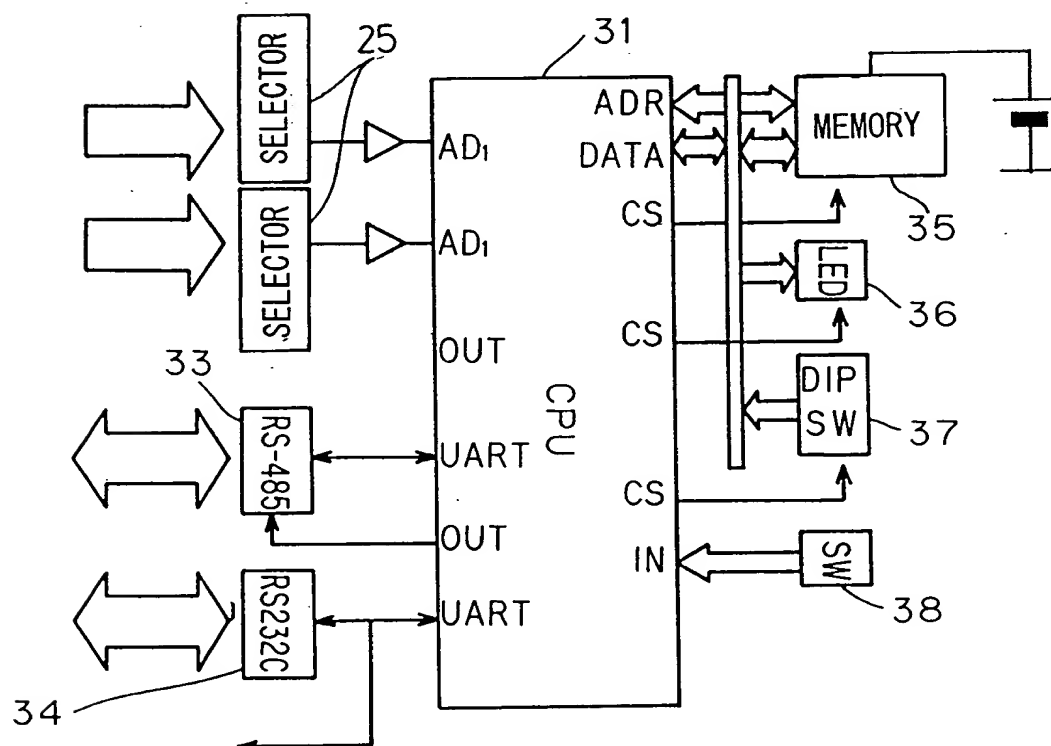 31
25
SELECTOR
SELECTOR
AD₁
AD₁
OUT
UART
OUT
UART
CPU
ADR
DATA
CS
CS
CS
IN
MEMORY
35
LED
36
DIP
SW
37
SW
38
33
RS-485
RS232C
34